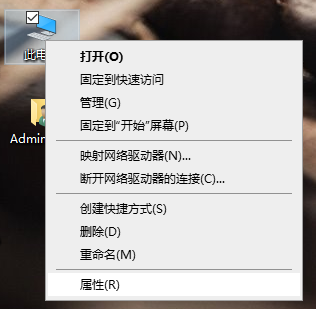 此电
打开(O)
固定到快速访问
管理(G)
Admin
固定到"开始"屏幕(P)
映射网络驱动器(N)...
断开网络驱动器的连接(C)...
创建快捷方式(S)
删除(D)
重命名(M)
属性(R)